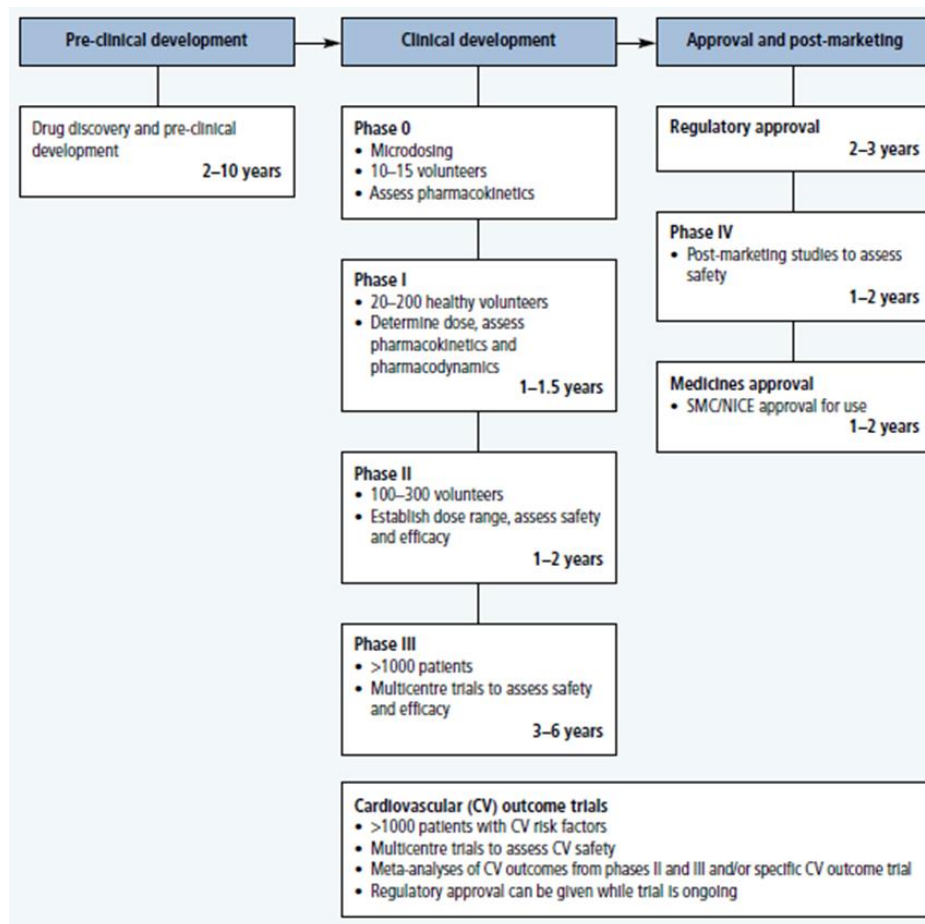 Pre-clinical development
Clinical development
Approval and post-marketing
Drug discovery and pre-clinical
development
2–10 years
Phase 0
• Microdosing
• 10–15 volunteers
• Assess pharmacokinetics
Phase I
• 20–200 healthy volunteers
• Determine dose, assess
pharmacokinetics and
pharmacodynamics
1–1.5 years
Phase II
• 100–300 volunteers
• Establish dose range, assess safety
and efficacy
1–2 years
Phase III
• >1000 patients
• Multicentre trials to assess safety
and efficacy
3–6 years
Regulatory approval
2–3 years
Phase IV
• Post-marketing studies to assess
safety
1–2 years
Medicines approval
• SMC/NICE approval for use
1–2 years
Cardiovascular (CV) outcome trials
• >1000 patients with CV risk factors
• Multicentre trials to assess CV safety
• Meta-analyses of CV outcomes from phases II and III and/or specific CV outcome trial
• Regulatory approval can be given while trial is ongoing